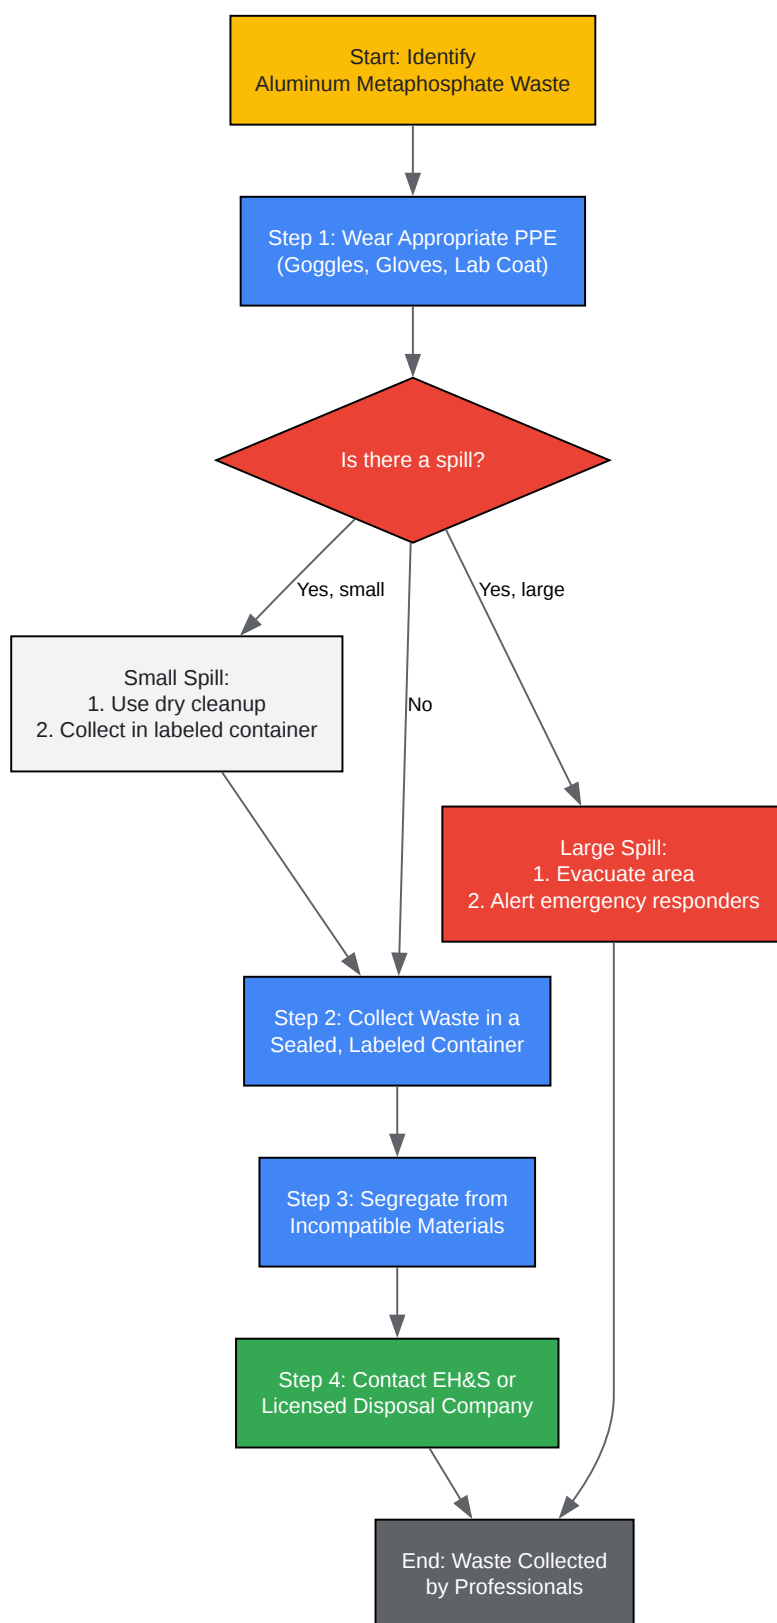 Start: Identify
Aluminum Metaphosphate Waste
Step 1: Wear Appropriate PPE
(Goggles, Gloves, Lab Coat)
Is there a spill?
Yes, small
Yes, large
Small Spill:
1. Use dry cleanup
2. Collect in labeled container
No
Large Spill:
1. Evacuate area
2. Alert emergency responders
Step 2: Collect Waste in a
Sealed, Labeled Container
Step 3: Segregate from
Incompatible Materials
Step 4: Contact EH&S or
Licensed Disposal Company
End: Waste Collected
by Professionals